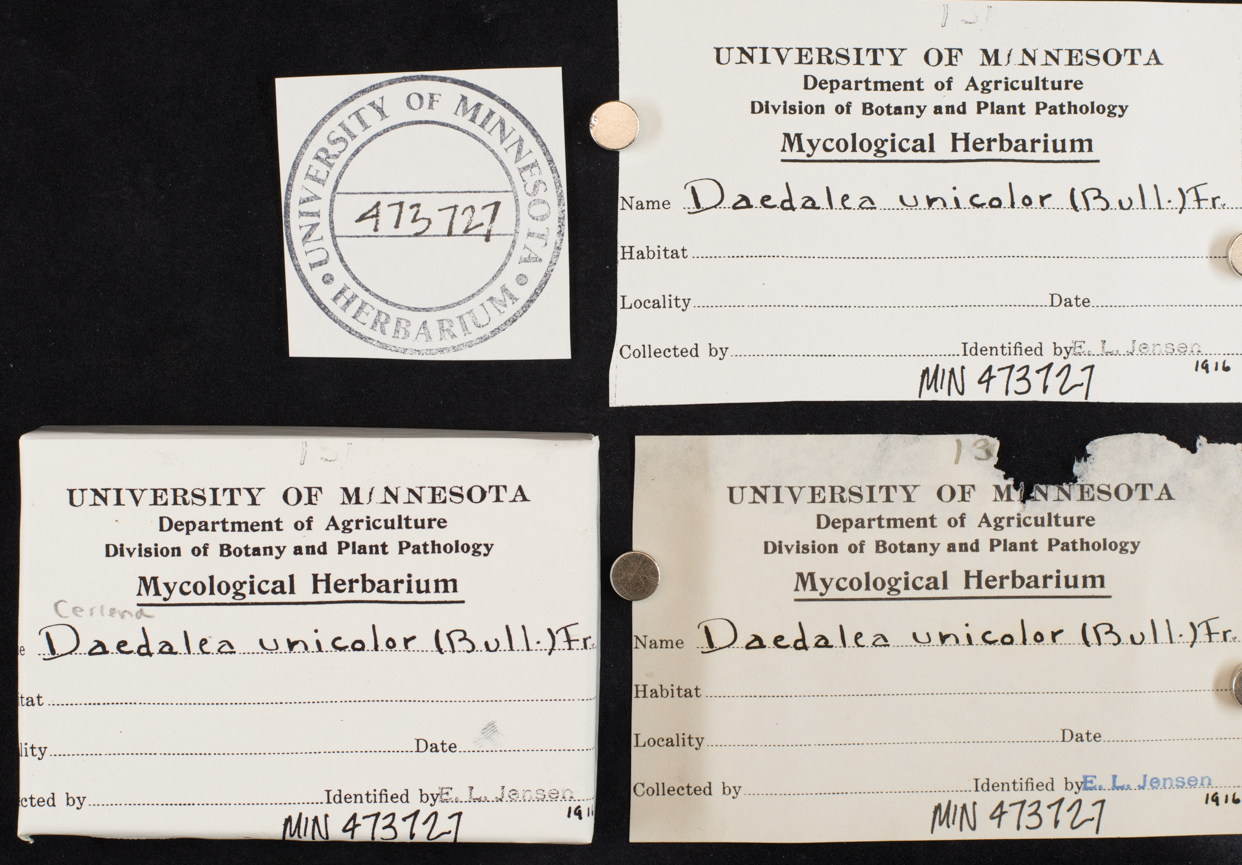 UNIVERSITY OF MINNESOTA
• HERBARIUM •
473727
131
UNIVERSITY OF MINNESOTA
Department of Agriculture
Division of Botany and Plant Pathology
Mycological Herbarium
Name Daedalea unicolor (Bull.) Fr.
Habitat
Locality Date
Collected by Identified by E. L. Jensen
1916
MIN 473727
13
UNIVERSITY OF MINNESOTA
Department of Agriculture
Division of Botany and Plant Pathology
Mycological Herbarium
Cerrena
e Daedalea unicolor (Bull.) Fr.
tat
lity Date
cted by Identified by E. L. Jensen
191
MIN 473727
13
UNIVERSITY OF MINNESOTA
Department of Agriculture
Division of Botany and Plant Pathology
Mycological Herbarium
Name Daedalea unicolor (Bull.) Fr.
Habitat
Locality Date
Collected by Identified by E. L. Jensen
1916
MIN 473727